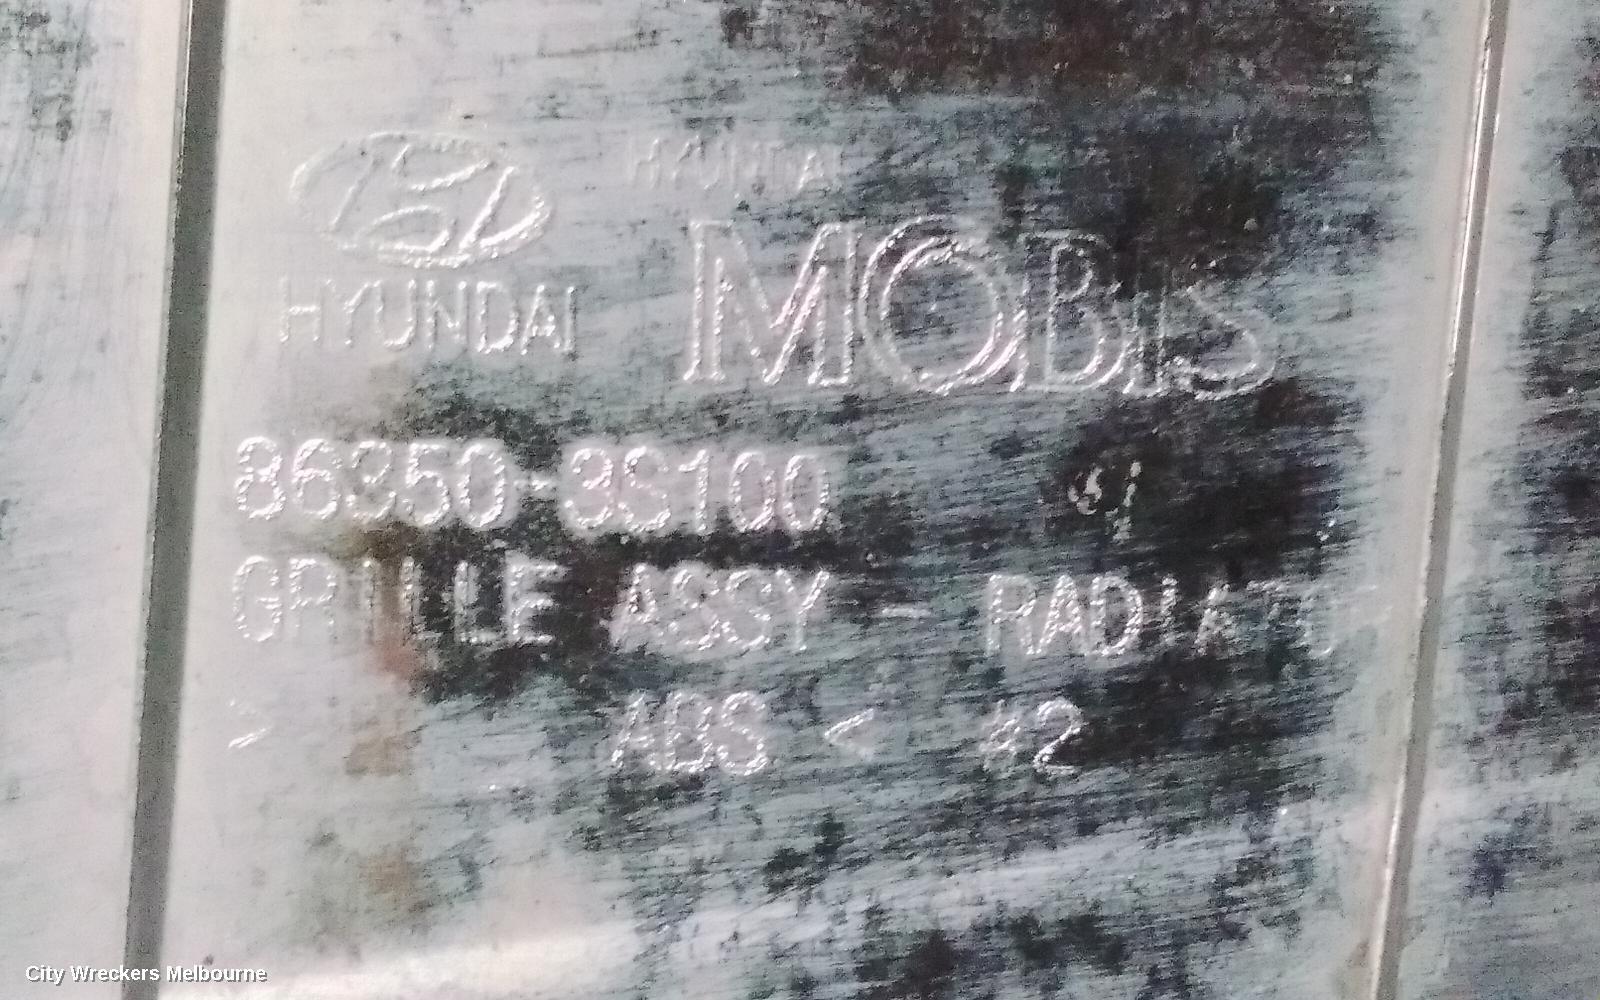 HYUNDAI
HYUNDAI
MOBIS
86350-3S100
GRILLE ASSY - RADIATO
> ABS < #2
City Wreckers Melbourne